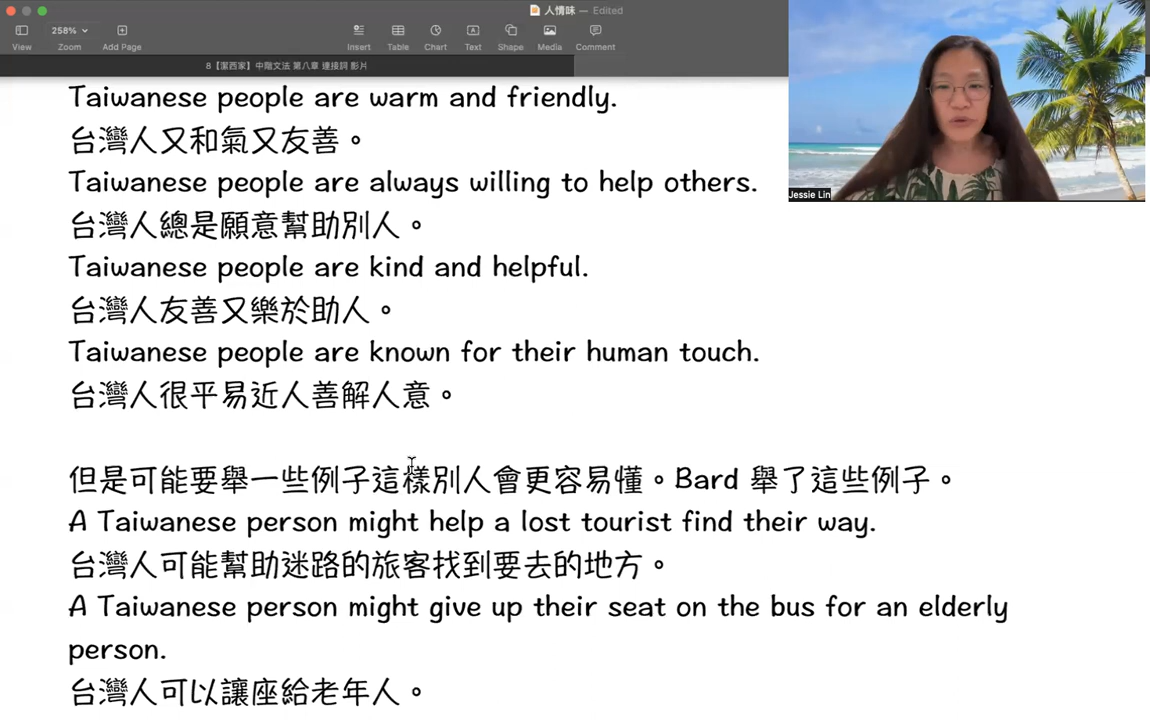 人情味 — Edited
258%
View
Zoom
Add Page
Insert
Table
Chart
Text
Shape
Media
Comment
8【潔西家】中階文法 第八章 連接詞 影片
Jessie Lin
Taiwanese people are warm and friendly.
台灣人又和氣又友善。
Taiwanese people are always willing to help others.
台灣人總是願意幫助別人。
Taiwanese people are kind and helpful.
台灣人友善又樂於助人。
Taiwanese people are known for their human touch.
台灣人很平易近人善解人意。
但是可能要舉一些例子這樣別人會更容易懂。Bard 舉了這些例子。
A Taiwanese person might help a lost tourist find their way.
台灣人可能幫助迷路的旅客找到要去的地方。
A Taiwanese person might give up their seat on the bus for an elderly
person.
台灣人可以讓座給老年人。